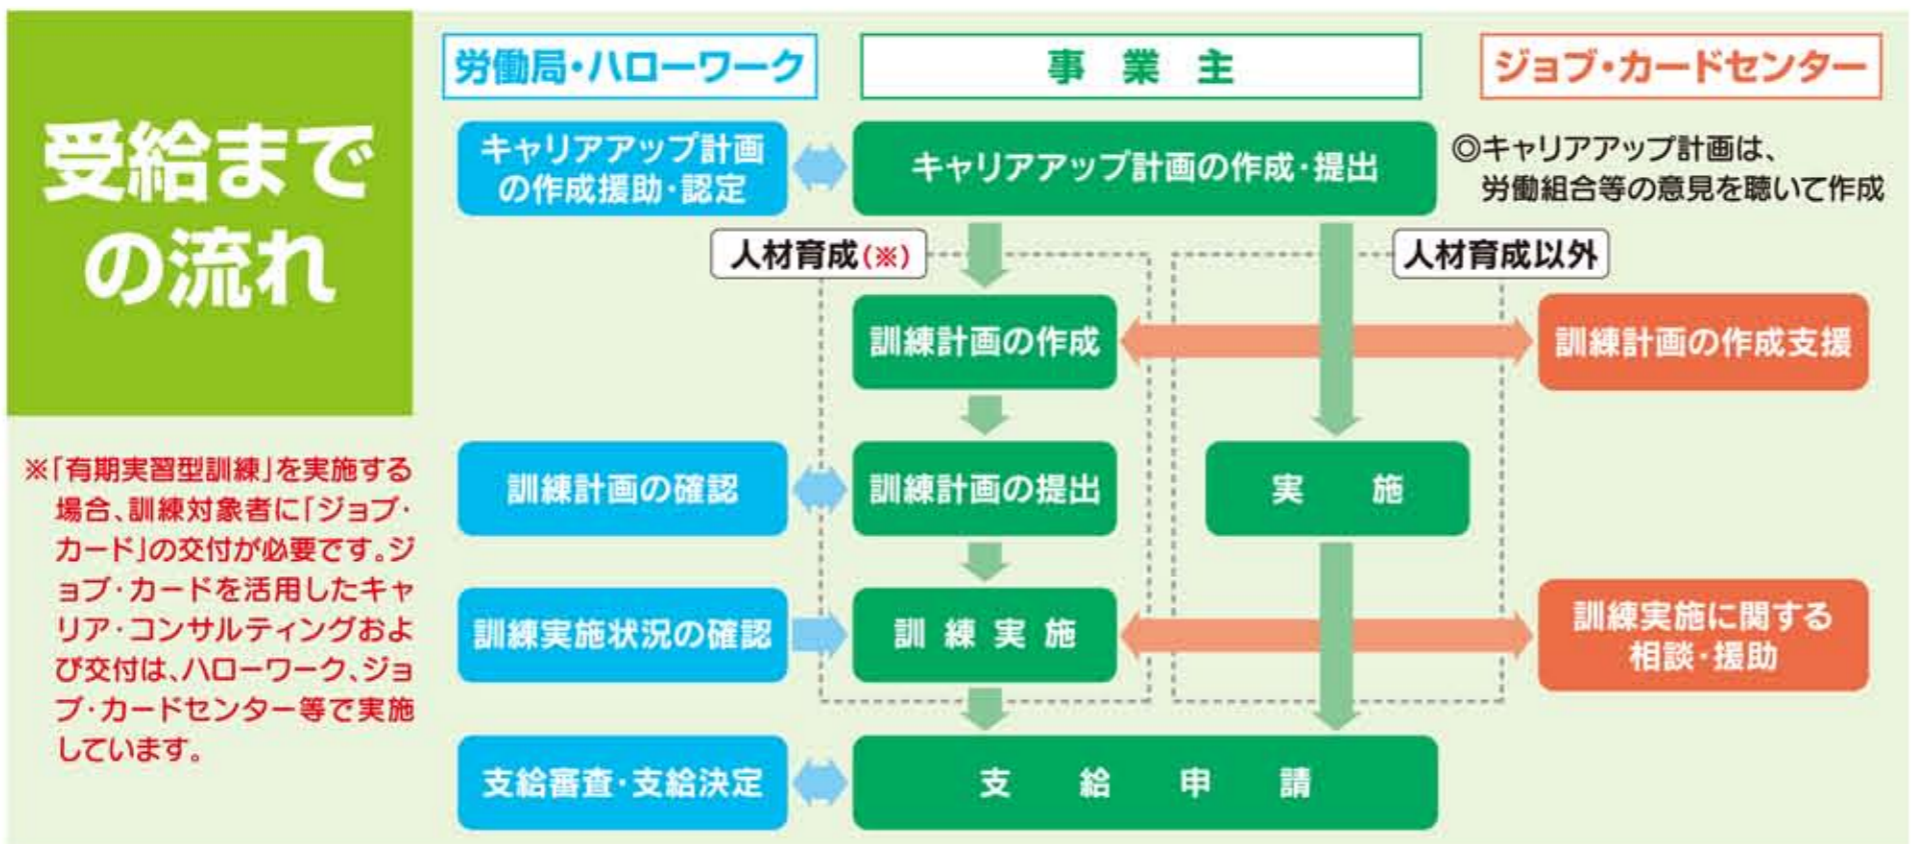 受給まで
の流れ
※「有期実習型訓練」を実施する
場合、訓練対象者に「ジョブ・
カード」の交付が必要です。ジ
ョブ・カードを活用したキャ
リア・コンサルティングおよ
び交付は、ハローワーク、ジョ
ブ・カードセンター等で実施
しています。
労働局・ハローワーク
事業主
ジョブ・カードセンター
キャリアアップ計画
の作成援助・認定
キャリアアップ計画の作成・提出
◎キャリアアップ計画は、
労働組合等の意見を聴いて作成
人材育成(※)
人材育成以外
訓練計画の作成
訓練計画の作成支援
訓練計画の確認
訓練計画の提出
実施
訓練実施状況の確認
訓練実施
訓練実施に関する
相談・援助
支給審査・支給決定
支給申請